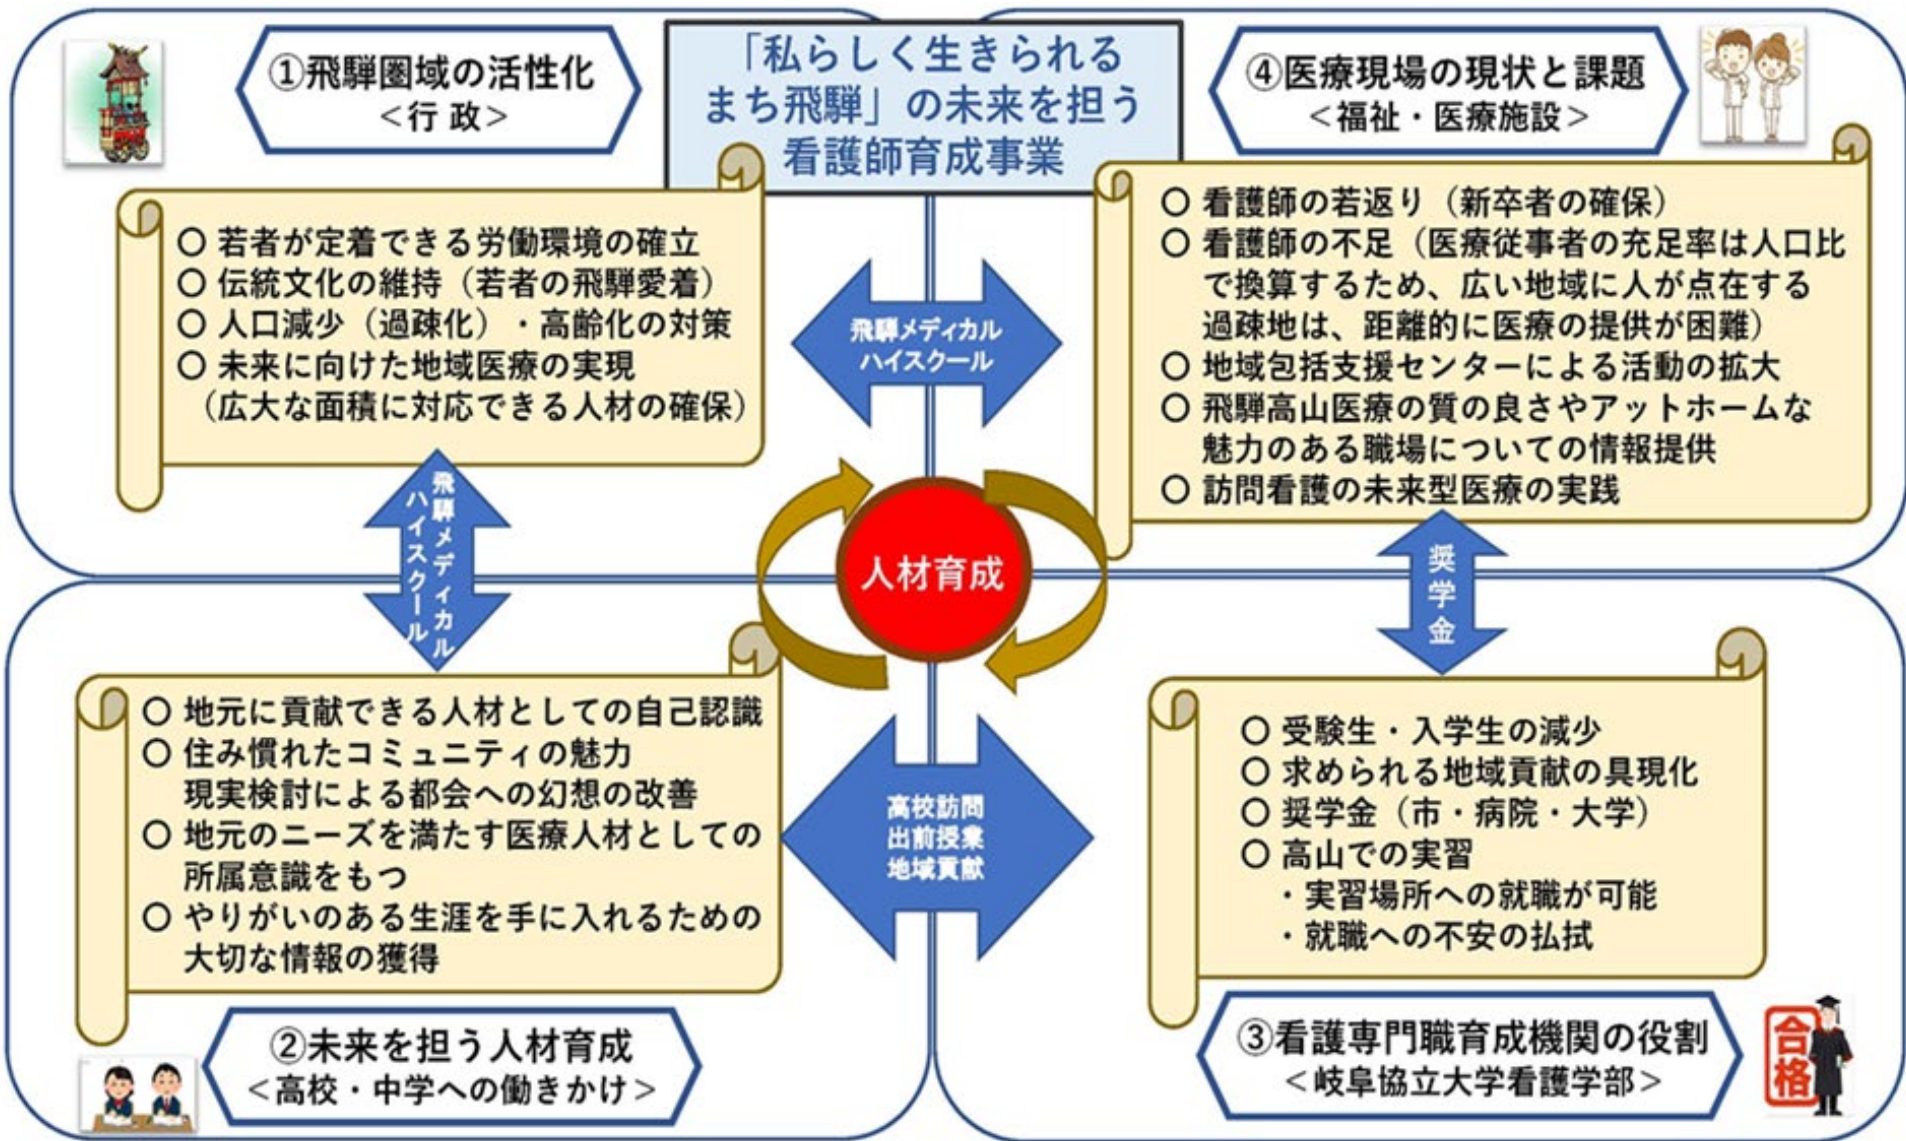 「私らしく生きられる
まち飛騨」の未来を担う
看護師育成事業
①飛騨圏域の活性化
＜行 政＞
〇 若者が定着できる労働環境の確立
〇 伝統文化の維持（若者の飛騨愛着）
〇 人口減少（過疎化）・高齢化の対策
〇 未来に向けた地域医療の実現
（広大な面積に対応できる人材の確保）
④医療現場の現状と課題
＜福祉・医療施設＞
〇 看護師の若返り（新卒者の確保）
〇 看護師の不足（医療従事者の充足率は人口比
で換算するため、広い地域に人が点在する
過疎地は、距離的に医療の提供が困難）
〇 地域包括支援センターによる活動の拡大
〇 飛騨高山医療の質の良さやアットホームな
魅力のある職場についての情報提供
〇 訪問看護の未来型医療の実践
飛騨メディカル
ハイスクール
飛騨メディカル
ハイスクール
人材育成
奨学金
〇 地元に貢献できる人材としての自己認識
〇 住み慣れたコミュニティの魅力
現実検討による都会への幻想の改善
〇 地元のニーズを満たす医療人材としての
所属意識をもつ
〇 やりがいのある生涯を手に入れるための
大切な情報の獲得
②未来を担う人材育成
＜高校・中学への働きかけ＞
高校訪問
出前授業
地域貢献
〇 受験生・入学生の減少
〇 求められる地域貢献の具現化
〇 奨学金（市・病院・大学）
〇 高山での実習
・実習場所への就職が可能
・就職への不安の払拭
③看護専門職育成機関の役割
＜岐阜協立大学看護学部＞
合格